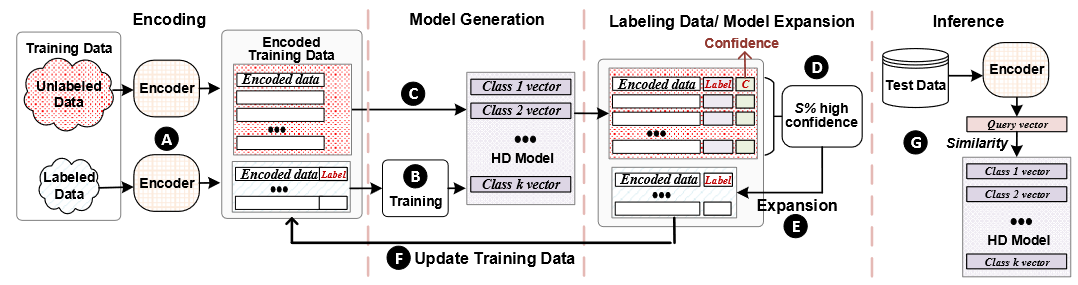 Encoding
Training Data
Unlabeled
Data
Encoder
A
Labeled
Data
Encoder
Encoded
Training Data
Encoded data
•••
Encoded data Label
•••
Model Generation
C
B
Training
Class 1 vector
Class 2 vector
•••
HD Model
Class k vector
F Update Training Data
Labeling Data/ Model Expansion
Confidence
Encoded data Label C
•••
D
S% high
confidence
Encoded data Label
•••
Expansion
E
Inference
Test Data
Encoder
Query vector
G
Similarity
Class 1 vector
Class 2 vector
•••
HD Model
Class k vector